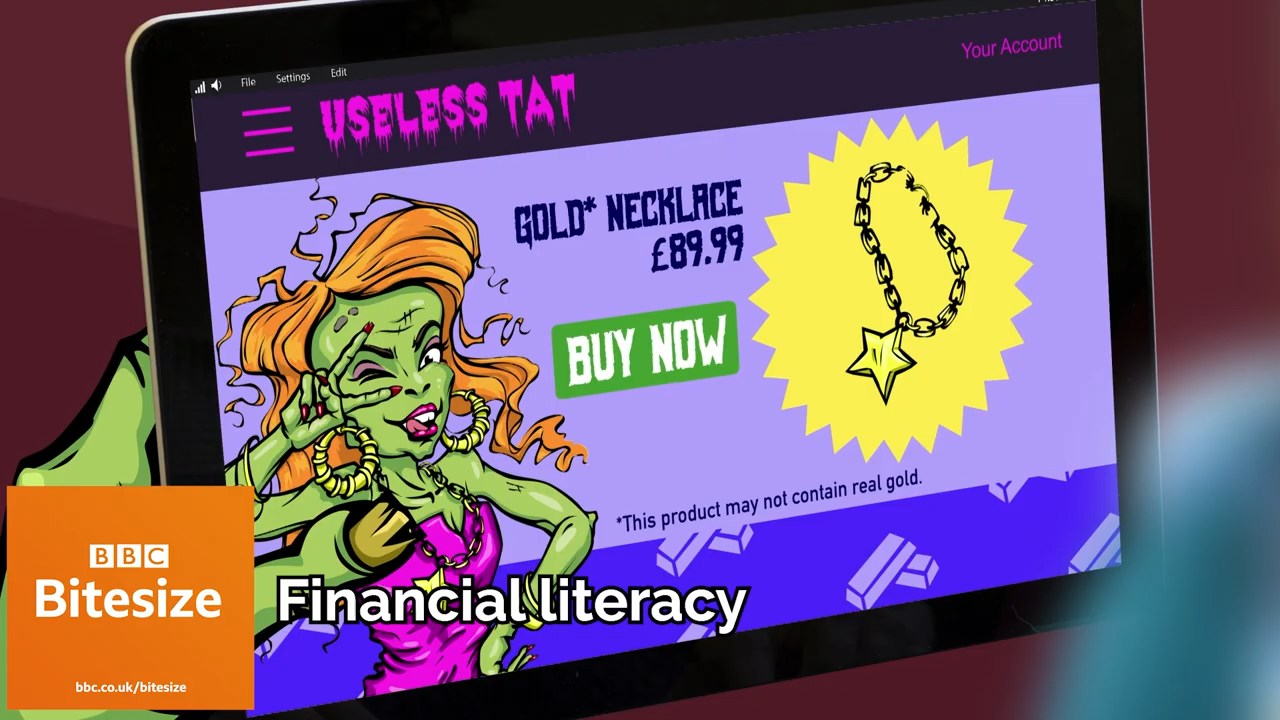 File Settings Edit
Your Account
USELESS TAT
GOLD* NECKLACE
£89.99
BUY NOW
*This product may not contain real gold.
BBC
Bitesize
Financial literacy
bbc.co.uk/bitesize